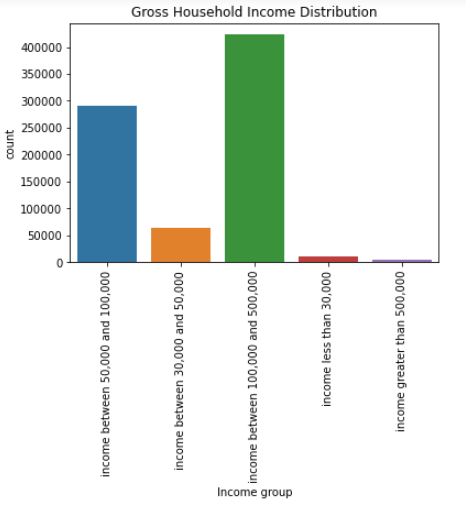 Gross Household Income Distribution
400000
350000
300000
250000
200000
150000
100000
50000
0
count
income between 50,000 and 100,000
income between 30,000 and 50,000
income between 100,000 and 500,000
income less than 30,000
income greater than 500,000
Income group